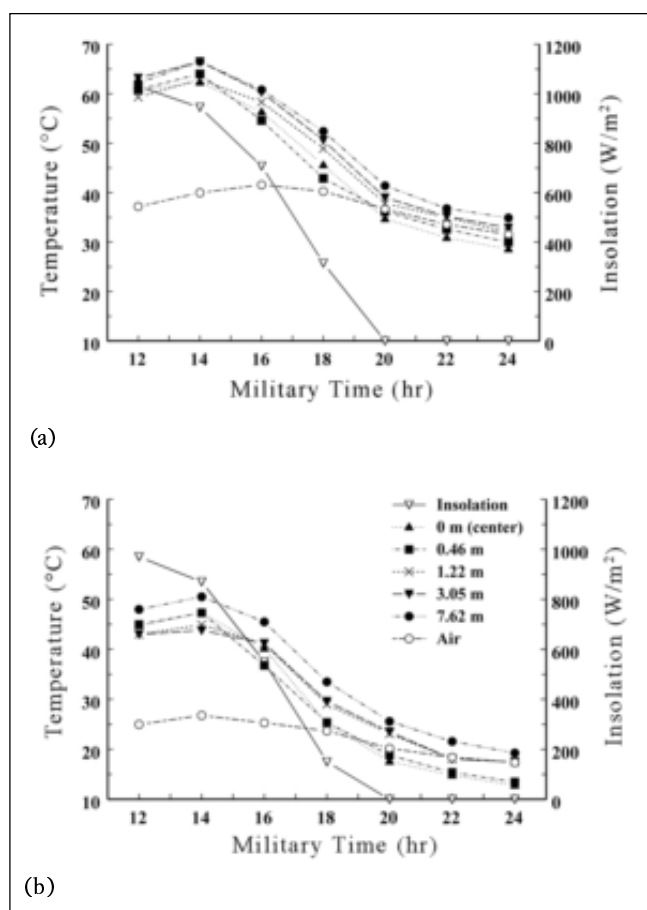 70
60
50
40
30
20
10
Temperature (°C)
1200
1000
800
600
400
200
0
Insolation (W/m²)
12 14 16 18 20 22 24
Military Time (hr)
(a)
70
60
50
40
30
20
10
Temperature (°C)
Insolation
0 m (center)
0.46 m
1.22 m
3.05 m
7.62 m
Air
1200
1000
800
600
400
200
0
Insolation (W/m²)
12 14 16 18 20 22 24
Military Time (hr)
(b)